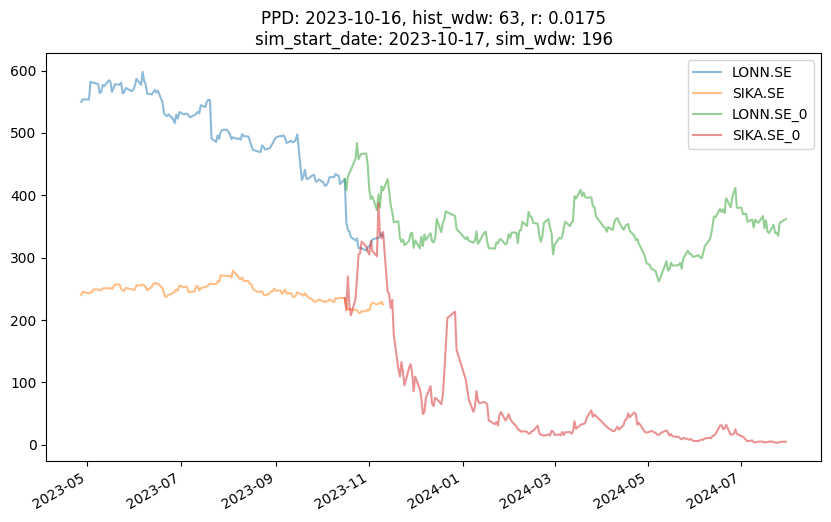 PPD: 2023-10-16, hist_wdw: 63, r: 0.0175
sim_start_date: 2023-10-17, sim_wdw: 196
LONN.SE
SIKA.SE
LONN.SE_0
SIKA.SE_0
600
500
400
300
200
100
0
2023-05
2023-07
2023-09
2023-11
2024-01
2024-03
2024-05
2024-07